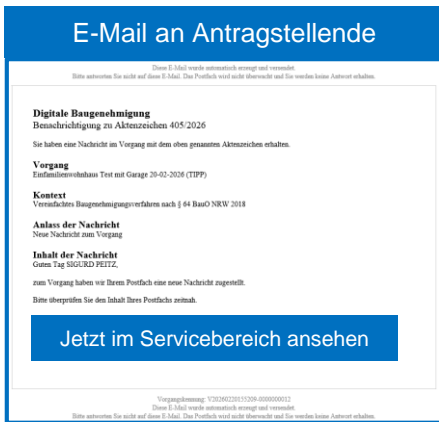 E-Mail an Antragstellende
Diese E-Mail wurde automatisch erzeugt und versendet.
Bitte antworten Sie nicht auf diese E-Mail. Das Postfach wird nicht überwacht und Sie werden keine Antwort erhalten.
Digitale Baugenehmigung
Benachrichtigung zu Aktenzeichen 405/2026
Sie haben eine Nachricht im Vorgang mit dem oben genannten Aktenzeichen erhalten.
Vorgang
Einfamilienwohnhaus Test mit Garage 20-02-2026 (TIPP)
Kontext
Vereinfachtes Baugenehmigungsverfahren nach § 64 BauO NRW 2018
Anlass der Nachricht
Neue Nachricht zum Vorgang
Inhalt der Nachricht
Guten Tag SIGURD PEITZ,
zum Vorgang haben wir Ihrem Postfach eine neue Nachricht zugestellt.
Bitte überprüfen Sie den Inhalt Ihres Postfachs zeitnah.
Jetzt im Servicebereich ansehen
Vorgangskennung: V20260220155209-0000000012
Diese E-Mail wurde automatisch erzeugt und versendet.
Bitte antworten Sie nicht auf diese E-Mail. Das Postfach wird nicht überwacht und Sie werden keine Antwort erhalten.